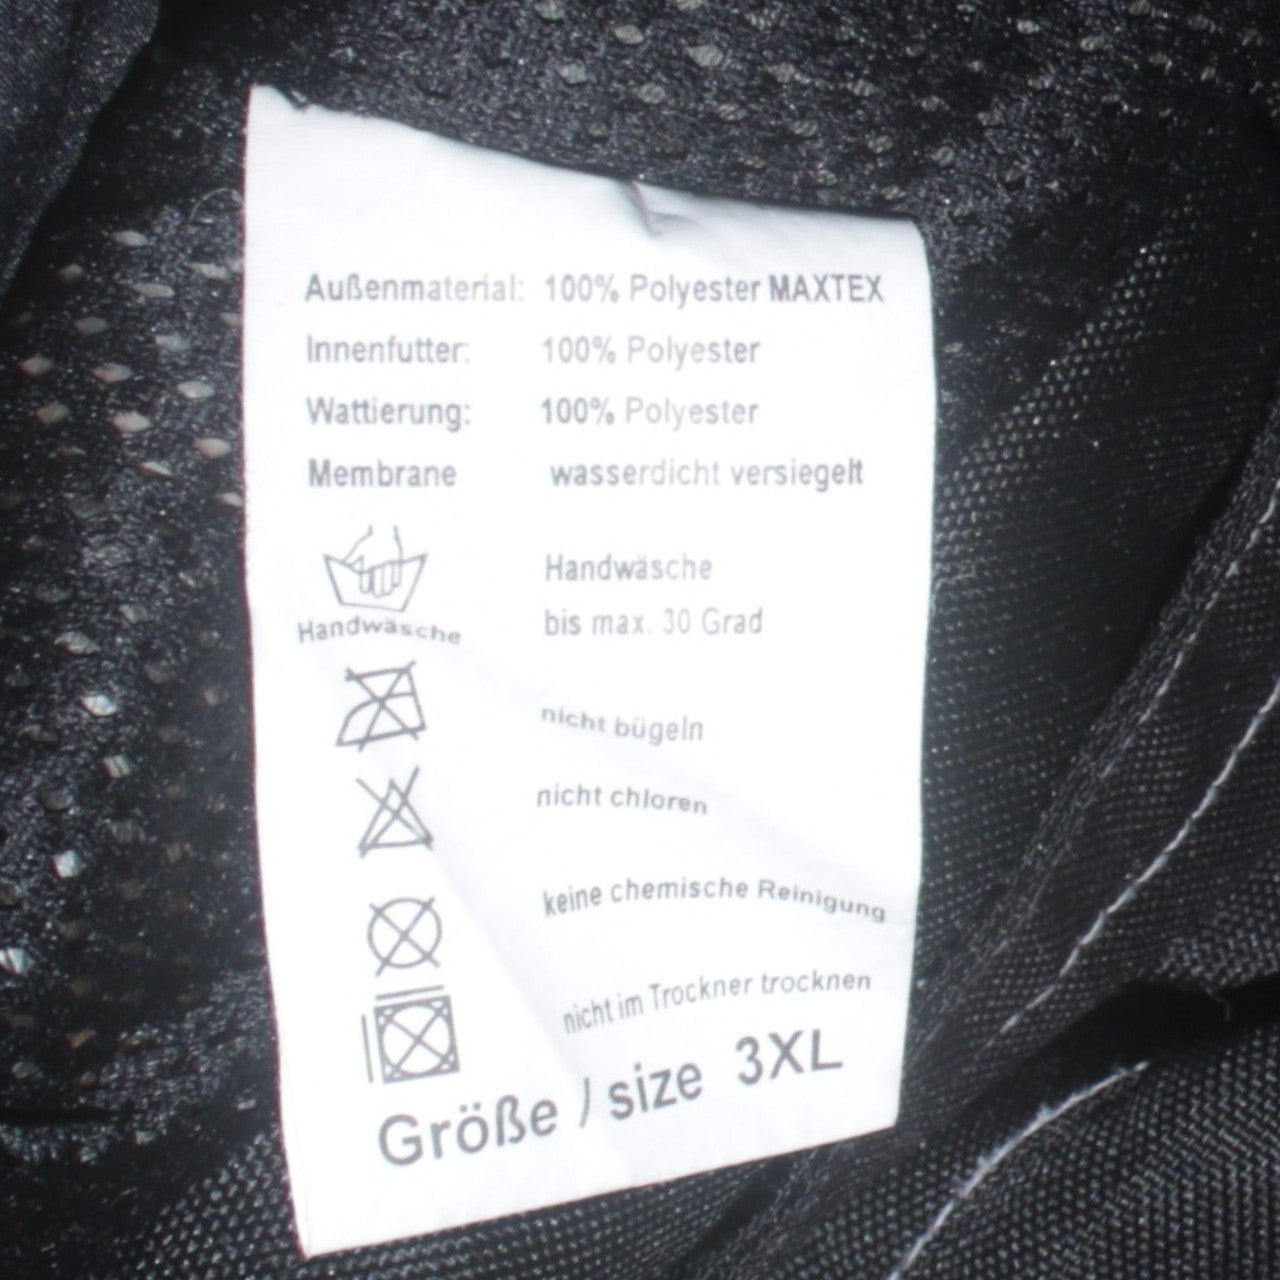 Außenmaterial: 100% Polyester MAXTEX
Innenfutter: 100% Polyester
Wattierung: 100% Polyester
Membrane wasserdicht versiegelt
Handwäsche
bis max. 30 Grad
Handwäsche
nicht bügeln
nicht chloren
keine chemische Reinigung
nicht im Trockner trocknen
Größe / size 3XL